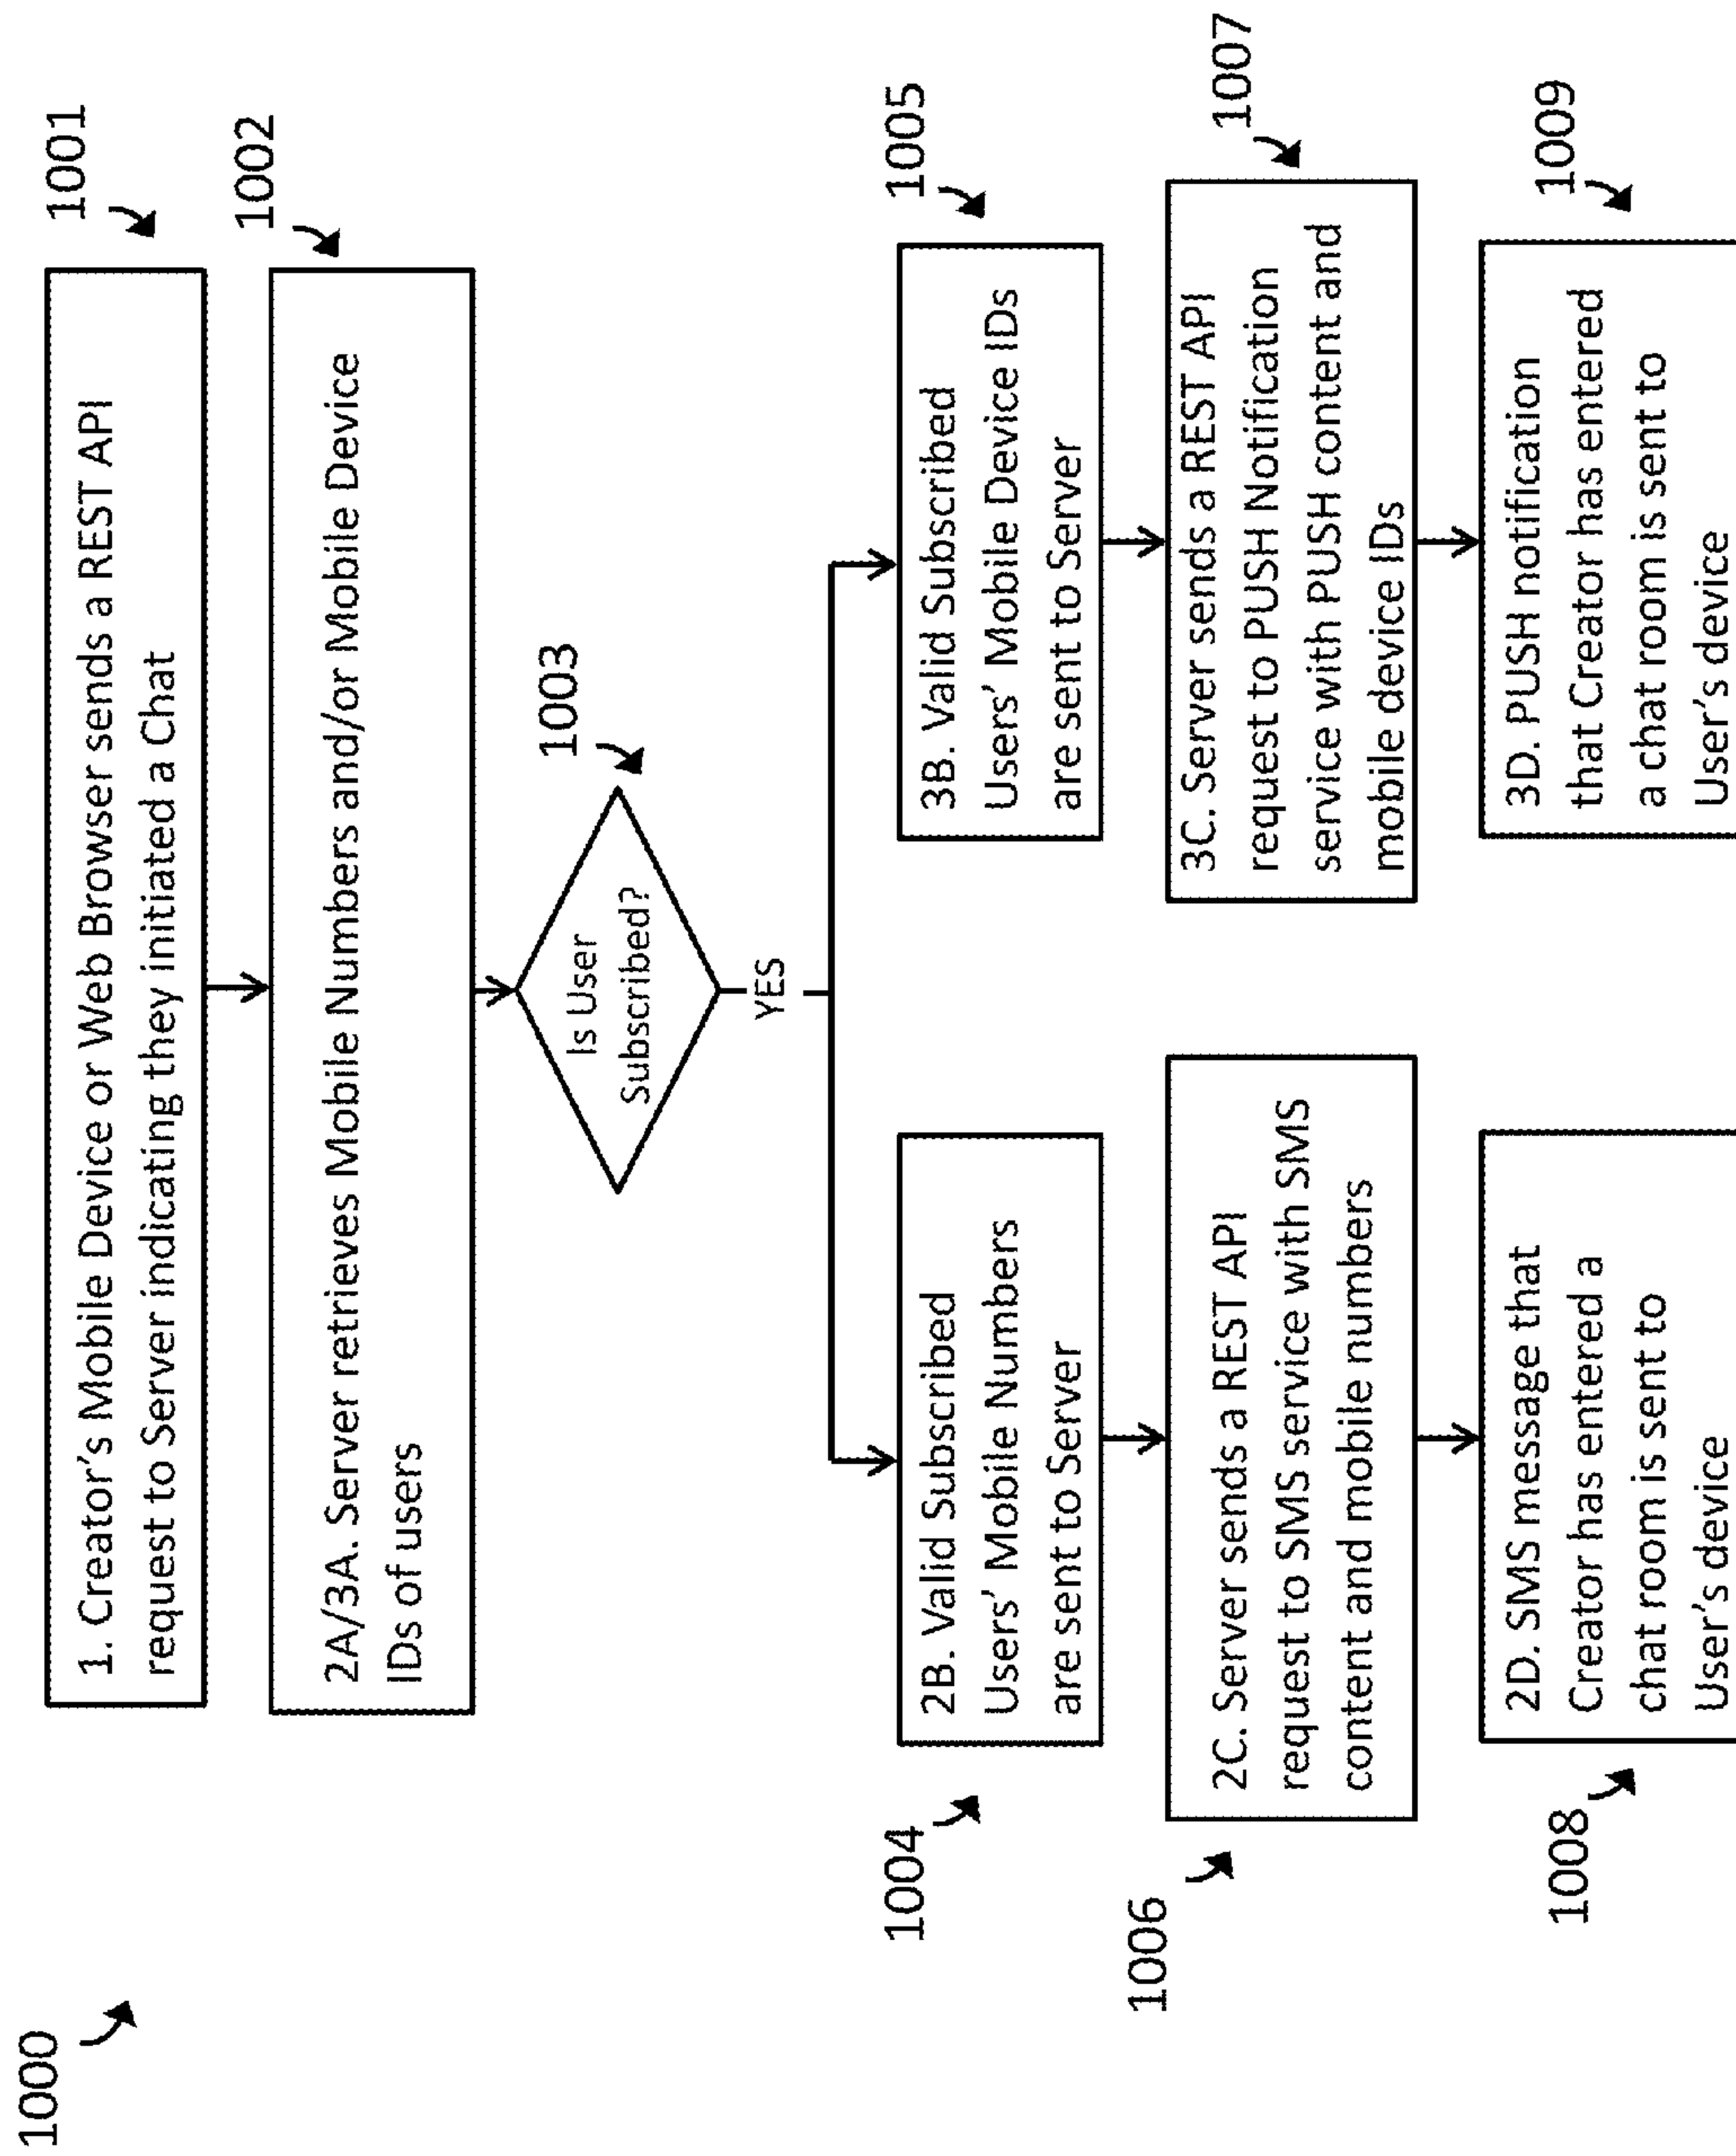 1000
1001
1. Creator's Mobile Device or Web Browser sends a REST API
request to Server indicating they initiated a Chat
1002
2A/3A. Server retrieves Mobile Numbers and/or Mobile Device
IDs of users
1003
Is User
Subscribed?
YES
1004
2B. Valid Subscribed
Users' Mobile Numbers
are sent to Server
1005
3B. Valid Subscribed
Users' Mobile Device IDs
are sent to Server
1006
2C. Server sends a REST API
request to SMS service with SMS
content and mobile numbers
1007
3C. Server sends a REST API
request to PUSH Notification
service with PUSH content and
mobile device IDs
1008
2D. SMS message that
Creator has entered a
chat room is sent to
User's device
1009
3D. PUSH notification
that Creator has entered
a chat room is sent to
User's device